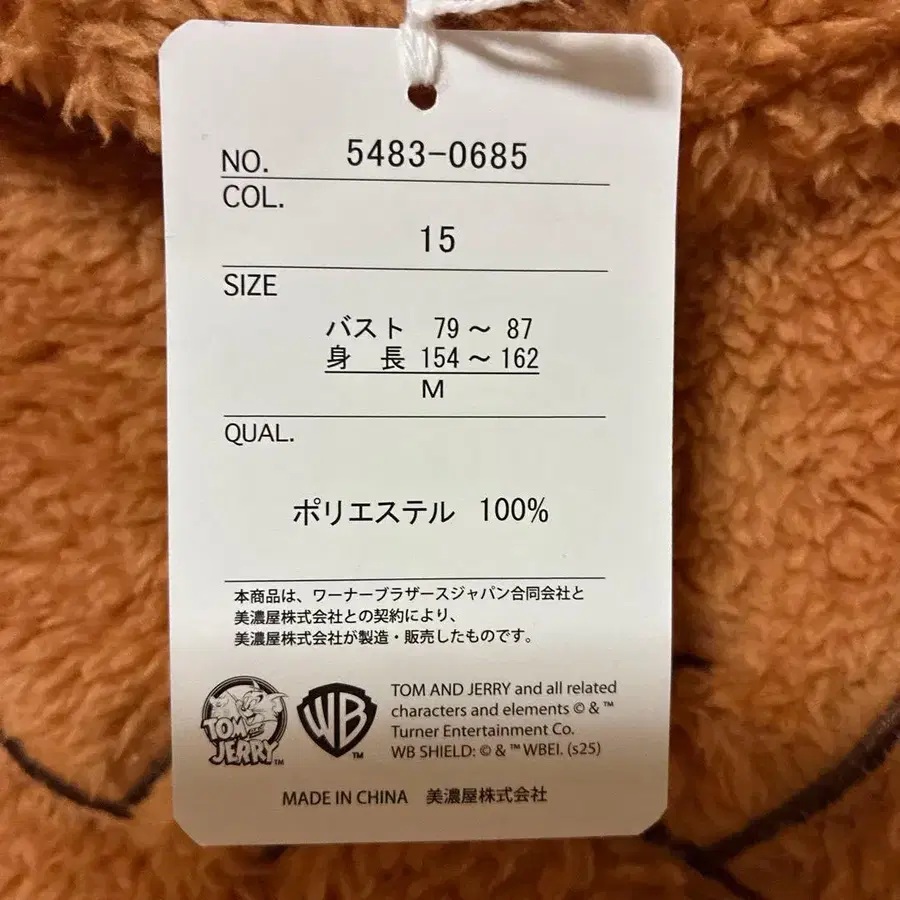 NO. 5483-0685
COL.
15
SIZE
バスト 79 ~ 87
身 長 154 ~ 162
M
QUAL.
ポリエステル 100%
本商品は、ワーナーブラザースジャパン合同会社と
美濃屋株式会社との契約により、
美濃屋株式会社が製造・販売したものです。
TOM AND JERRY TM
WB TM
TOM AND JERRY and all related
characters and elements © & ™
Turner Entertainment Co.
WB SHIELD: © & ™ WBEI. (s25)
MADE IN CHINA 美濃屋株式会社